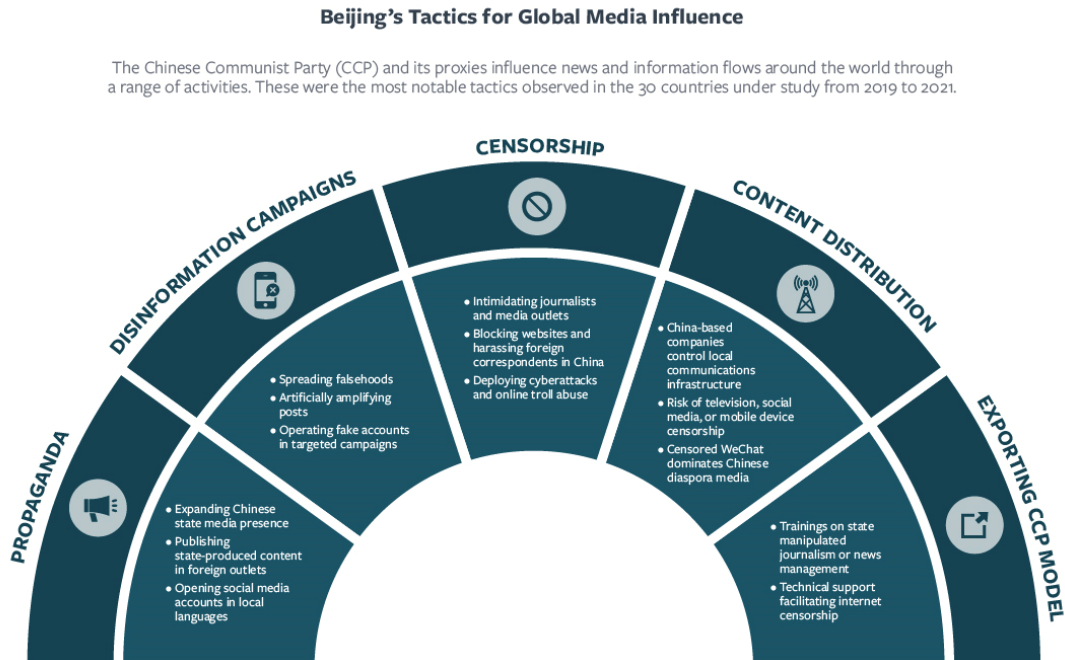 Beijing's Tactics for Global Media Influence
The Chinese Communist Party (CCP) and its proxies influence news and information flows around the world through
a range of activities. These were the most notable tactics observed in the 30 countries under study from 2019 to 2021.
PROPAGANDA
• Expanding Chinese
state media presence
• Publishing
state-produced content
in foreign outlets
• Opening social media
accounts in local
languages
DISINFORMATION CAMPAIGNS
• Spreading falsehoods
• Artificially amplifying
posts
• Operating fake accounts
in targeted campaigns
CENSORSHIP
• Intimidating journalists
and media outlets
• Blocking websites and
harassing foreign
correspondents in China
• Deploying cyberattacks
and online troll abuse
CONTENT DISTRIBUTION
• China-based
companies
control local
communications
infrastructure
• Risk of television, social
media, or mobile device
censorship
• Censored WeChat
dominates Chinese
diaspora media
EXPORTING CCP MODEL
• Trainings on state
manipulated
journalism or news
management
• Technical support
facilitating internet
censorship